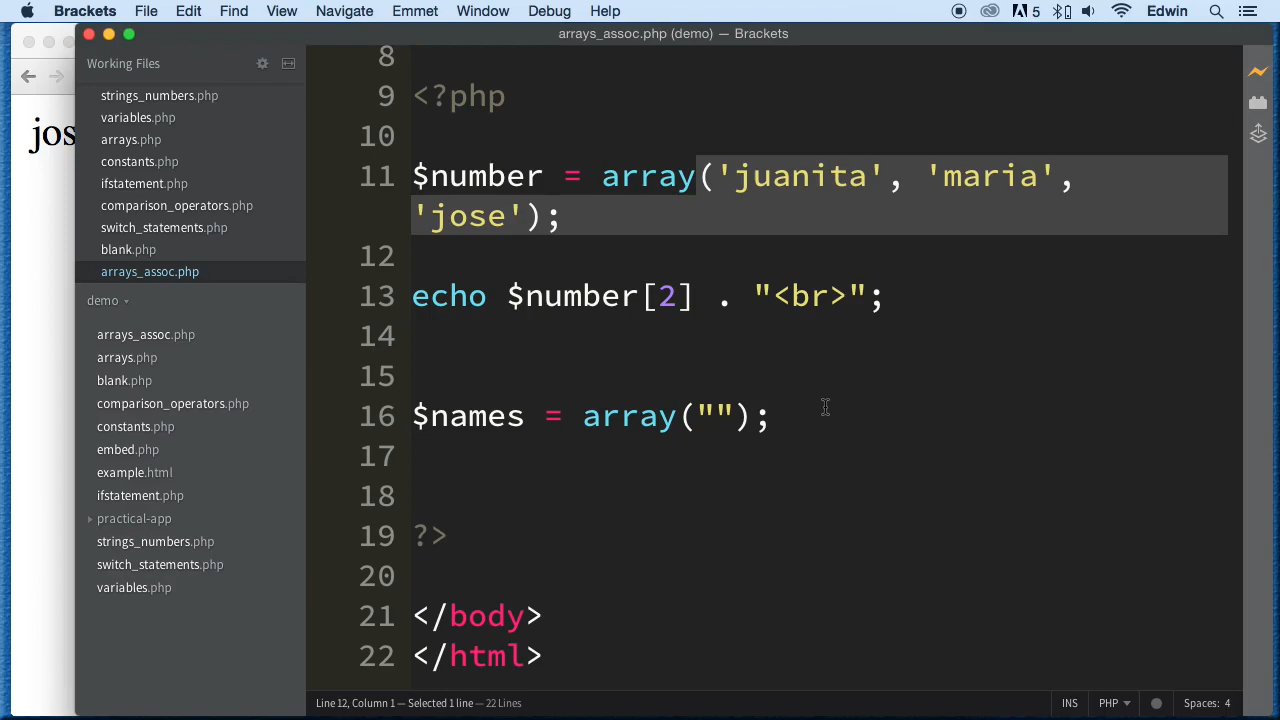 Brackets File Edit Find View Navigate Emmet Window Debug Help 5 Edwin
arrays_assoc.php (demo) — Brackets
Working Files
strings_numbers.php
variables.php
arrays.php
constants.php
ifstatement.php
comparison_operators.php
switch_statements.php
blank.php
arrays_assoc.php
demo
arrays_assoc.php
arrays.php
blank.php
comparison_operators.php
constants.php
embed.php
example.html
ifstatement.php
practical-app
strings_numbers.php
switch_statements.php
variables.php
jos
8
9 <?php
10
11 $number = array('juanita', 'maria',
'jose');
12
13 echo $number[2] . "<br>";
14
15
16 $names = array("");
17
18
19 ?>
20
21 </body>
22 </html>
Line 12, Column 1 — Selected 1 line — 22 Lines INS PHP Spaces: 4